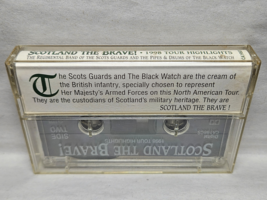 SCOTLAND THE BRAVE! • 1998 TOUR HIGHLIGHTS
THE REGIMENTAL BAND OF THE SCOTS GUARDS AND THE PIPES & DRUMS OF THE BLACK WATCH
The Scots Guards and The Black Watch are the cream of
the British infantry, specially chosen to represent
Her Majesty's Armed Forces on this North American Tour.
They are the custodians of Scotland's military heritage. They are
SCOTLAND THE BRAVE !
SCOTLAND THE BRAVE!
SIDE TWO